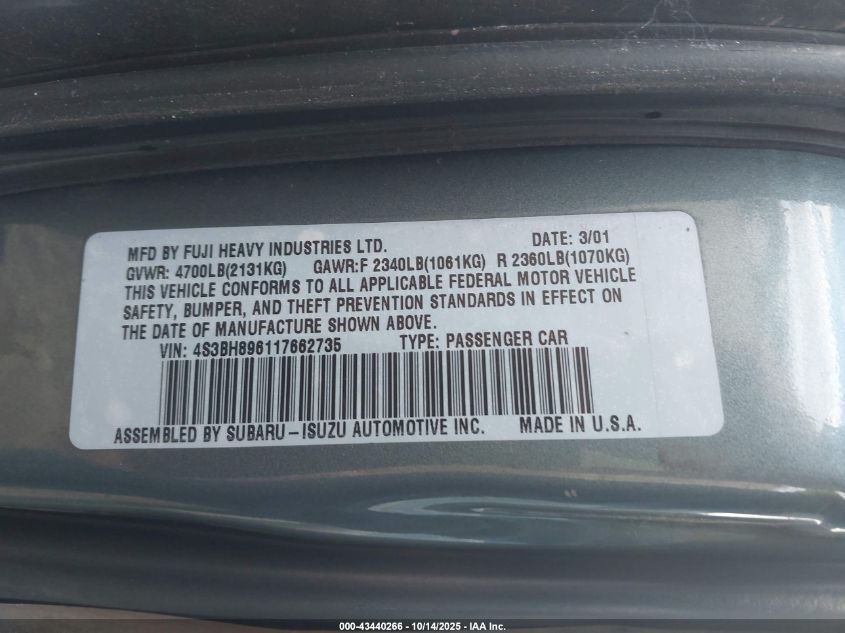 MFD BY FUJI HEAVY INDUSTRIES LTD. DATE: 3/01
GVWR: 4700LB(2131KG) GAWR:F 2340LB(1061KG) R 2360LB(1070KG)
THIS VEHICLE CONFORMS TO ALL APPLICABLE FEDERAL MOTOR VEHICLE
SAFETY, BUMPER, AND THEFT PREVENTION STANDARDS IN EFFECT ON
THE DATE OF MANUFACTURE SHOWN ABOVE.
VIN: 4S3BH896117662735 TYPE: PASSENGER CAR
ASSEMBLED BY SUBARU-ISUZU AUTOMOTIVE INC. MADE IN U.S.A.
000-43440266 - 10/14/2025 - IAA Inc.